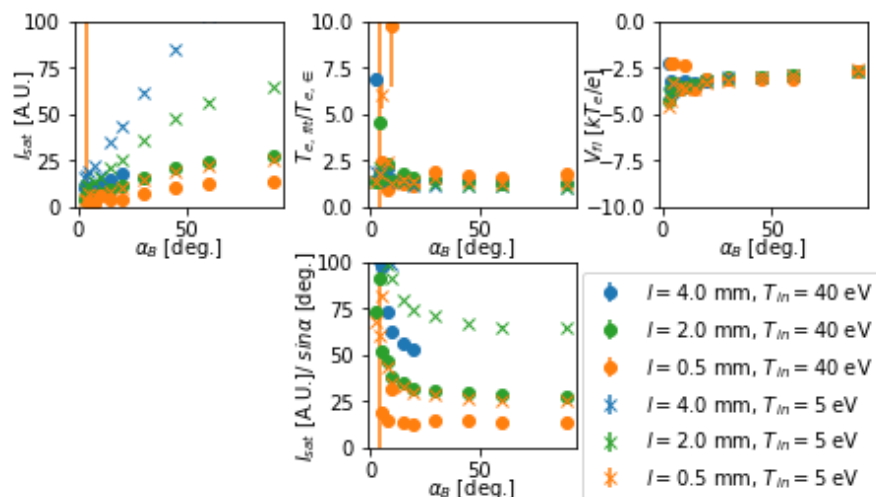 100
75
50
25
0
I_sat [A.U.]
0
50
α_B [deg.]
10.0
7.5
5.0
2.5
0.0
T_e, fit/T_e, ∈
0
50
α_B [deg.]
0.0
−2.5
−5.0
−7.5
−10.0
V_fl [kT_e/e]
0
50
α_B [deg.]
100
75
50
25
0
I_sat [A.U.]/ sinα [deg.]
0
50
α_B [deg.]
l = 4.0 mm, T_in = 40 eV
l = 2.0 mm, T_in = 40 eV
l = 0.5 mm, T_in = 40 eV
l = 4.0 mm, T_in = 5 eV
l = 2.0 mm, T_in = 5 eV
l = 0.5 mm, T_in = 5 eV